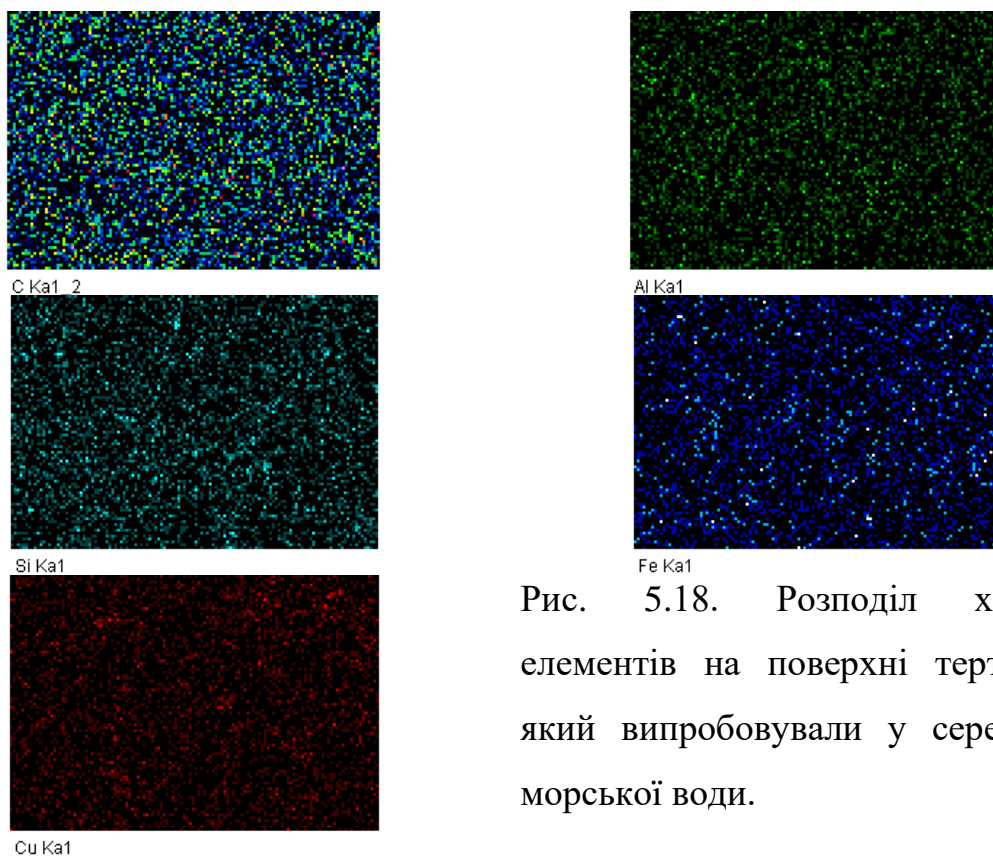 C Ka1_2
Al Ka1
Si Ka1
Fe Ka1
Cu Ka1
Рис. 5.18. Розподіл
елементів на поверхні
який випробовували у
морської води.